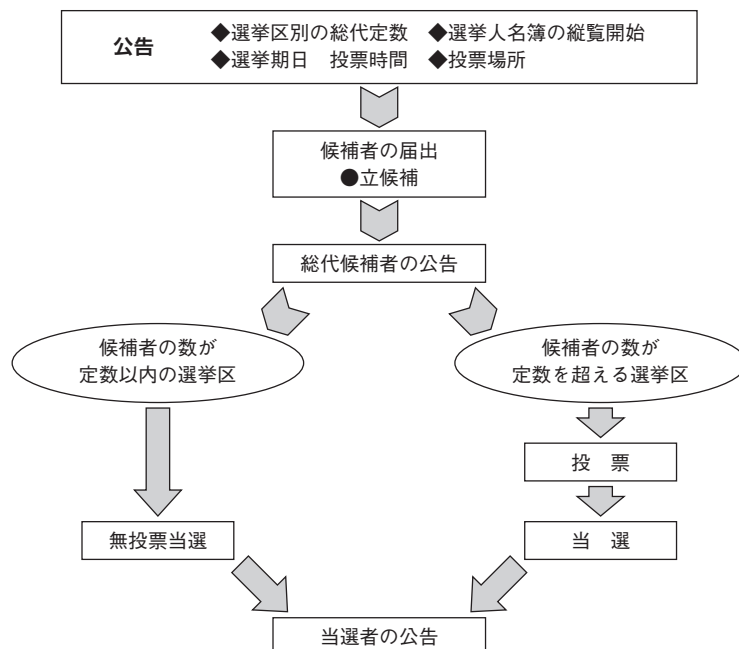 公告
◆選挙区別の総代定数 ◆選挙人名簿の縦覧開始
◆選挙期日 投票時間 ◆投票場所
候補者の届出
●立候補
総代候補者の公告
候補者の数が
定数以内の選挙区
候補者の数が
定数を超える選挙区
投 票
無投票当選
当 選
当選者の公告